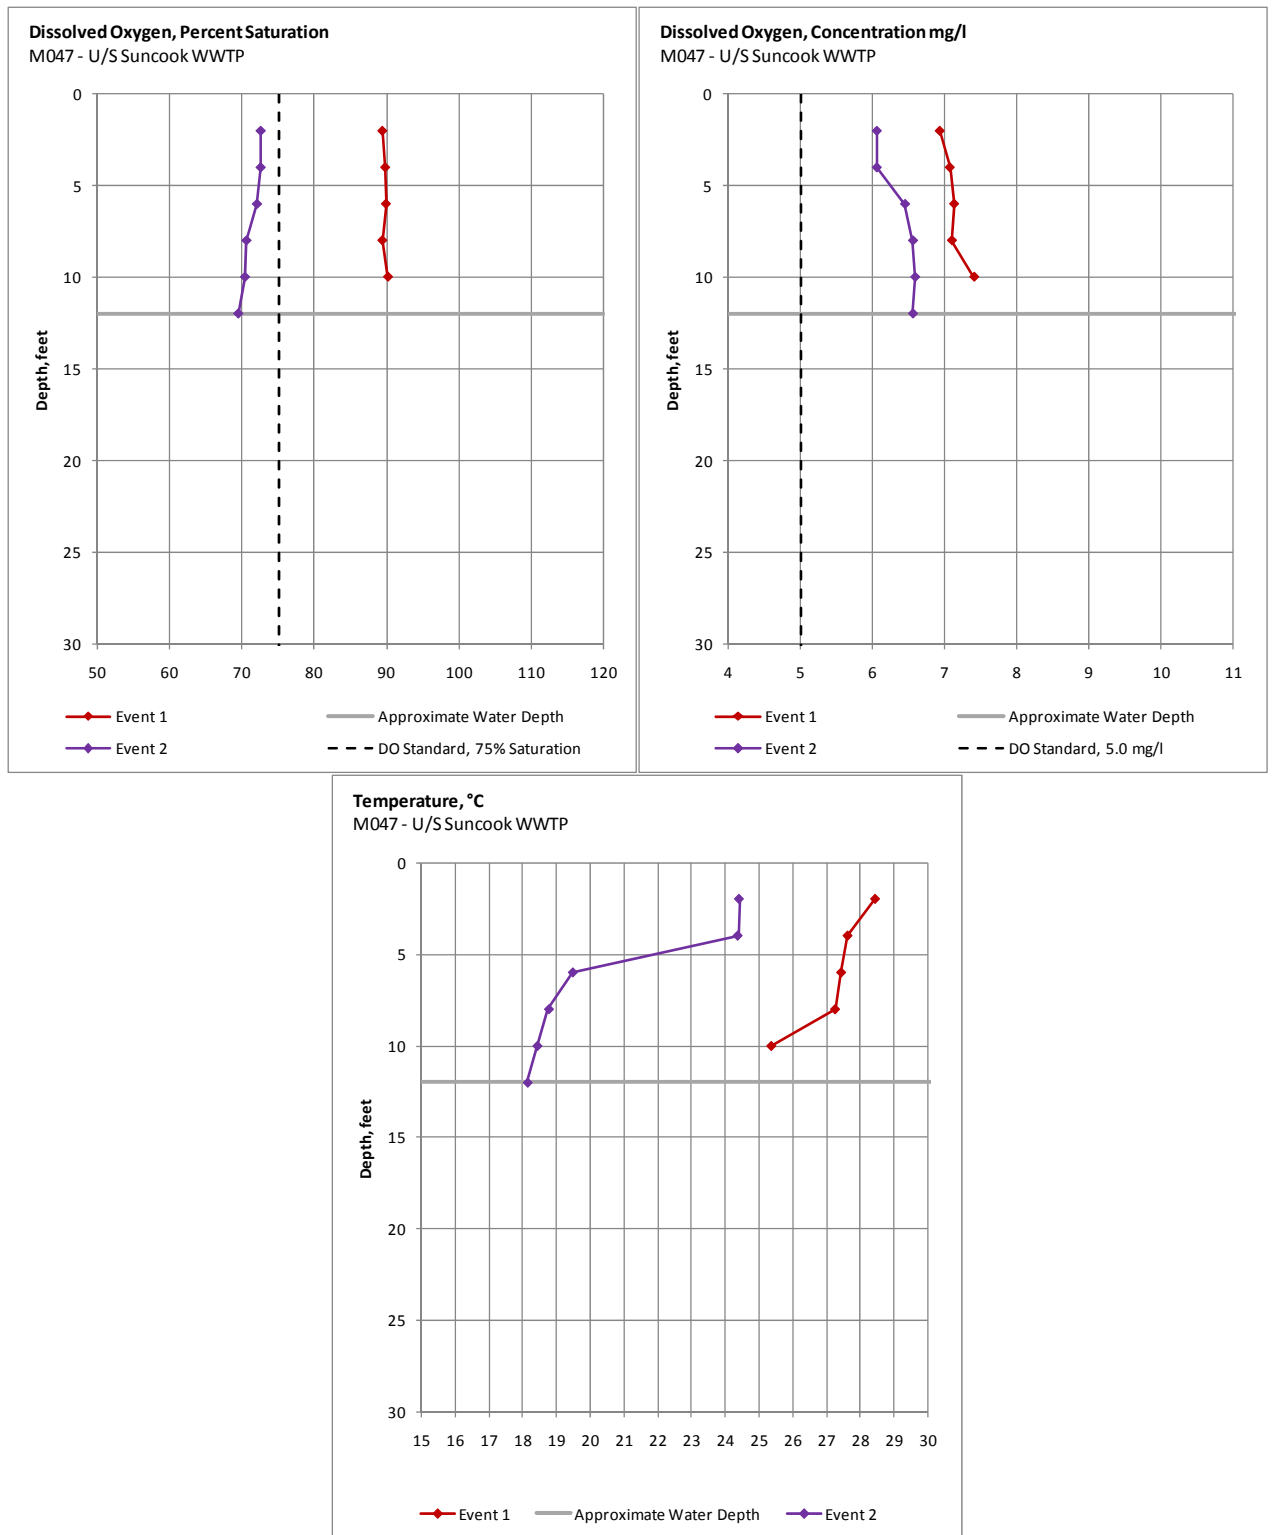 Dissolved Oxygen, Percent Saturation
M047 - U/S Suncook WWTP
0
5
10
15
20
25
30
Depth, feet
50 60 70 80 90 100 110 120
Event 1 Approximate Water Depth
Event 2 DO Standard, 75% Saturation
Dissolved Oxygen, Concentration mg/l
M047 - U/S Suncook WWTP
0
5
10
15
20
25
30
Depth, feet
4 5 6 7 8 9 10 11
Event 1 Approximate Water Depth
Event 2 DO Standard, 5.0 mg/l
Temperature, °C
M047 - U/S Suncook WWTP
0
5
10
15
20
25
30
Depth, feet
15 16 17 18 19 20 21 22 23 24 25 26 27 28 29 30
Event 1 Approximate Water Depth Event 2